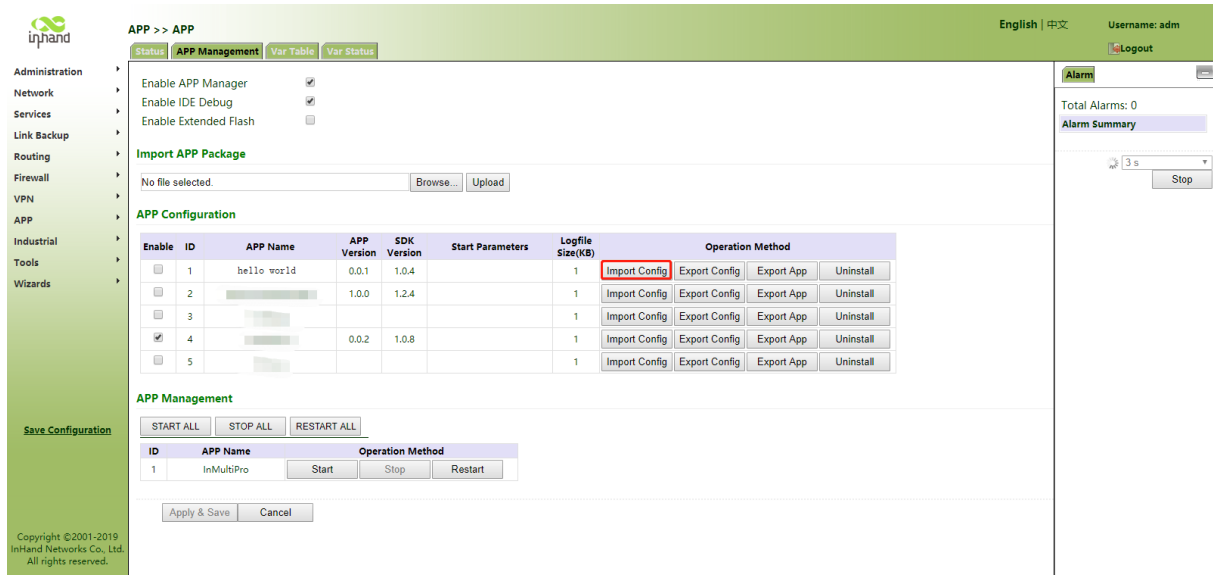 inhand
APP >> APP
English | 中文
Username: adm
Logout
Status
APP Management
Var Table
Var Status
Administration
Network
Services
Link Backup
Routing
Firewall
VPN
APP
Industrial
Tools
Wizards
Save Configuration
Copyright ©2001-2019
InHand Networks Co., Ltd.
All rights reserved.
Enable APP Manager
Enable IDE Debug
Enable Extended Flash
Import APP Package
No file selected. Browse... Upload
APP Configuration
Enable ID APP Name APP Version SDK Version Start Parameters Logfile Size(KB) Operation Method
1 hello world 0.0.1 1.0.4 1 Import Config Export Config Export App Uninstall
2 1.0.0 1.2.4 1 Import Config Export Config Export App Uninstall
3 1 Import Config Export Config Export App Uninstall
4 0.0.2 1.0.8 1 Import Config Export Config Export App Uninstall
5 1 Import Config Export Config Export App Uninstall
APP Management
START ALL STOP ALL RESTART ALL
ID APP Name Operation Method
1 InMultiPro Start Stop Restart
Apply & Save Cancel
Alarm
Total Alarms: 0
Alarm Summary
3 s
Stop